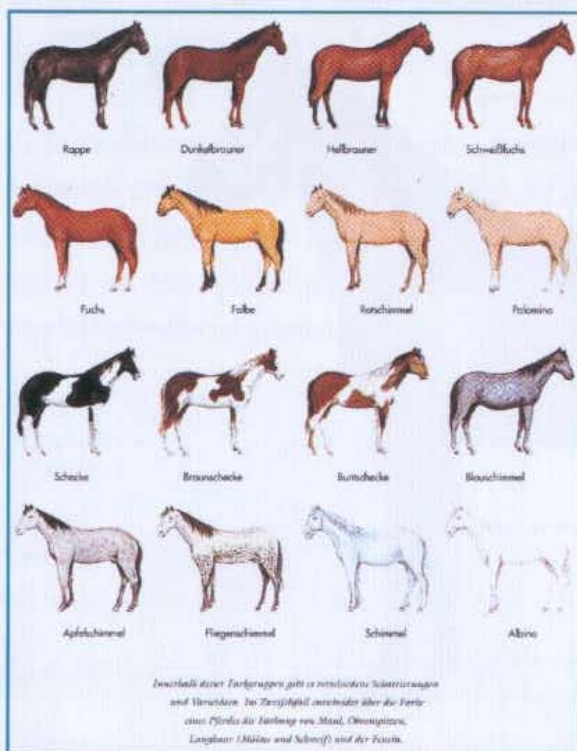 Rappe
Dunkelbrauner
Hellbrauner
Schweißfuchs
Fuchs
Falbe
Rotschimmel
Palomino
Schecke
Braunschecke
Buntschecke
Blauschimmel
Apfelschimmel
Fliegenschimmel
Schimmel
Albino
Innerhalb dieser Farbgruppen gibt es verschiedene Schattierungen
und Varietäten. Im Zweifelsfall entscheidet über die Farbe
eines Pferdes die Färbung von Maul, Ohrenspitzen,
Langhaar (Mähne und Schweif) und der Fesseln.